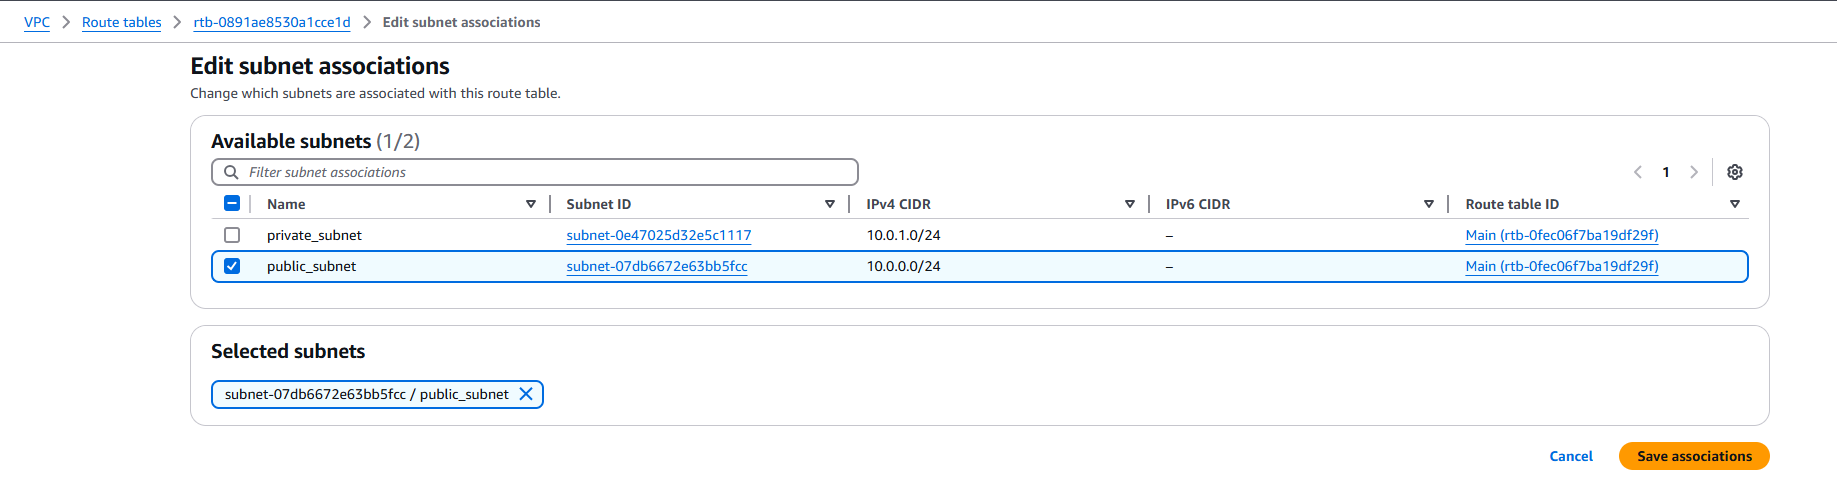 VPC > Route tables > rtb-0891ae8530a1cce1d > Edit subnet associations
Edit subnet associations
Change which subnets are associated with this route table.
Available subnets (1/2)
Filter subnet associations
1
Name Subnet ID IPv4 CIDR IPv6 CIDR Route table ID
private_subnet subnet-0e47025d32e5c1117 10.0.1.0/24 – Main (rtb-0fec06f7ba19df29f)
public_subnet subnet-07db6672e63bb5fcc 10.0.0.0/24 – Main (rtb-0fec06f7ba19df29f)
Selected subnets
subnet-07db6672e63bb5fcc / public_subnet
Cancel Save associations